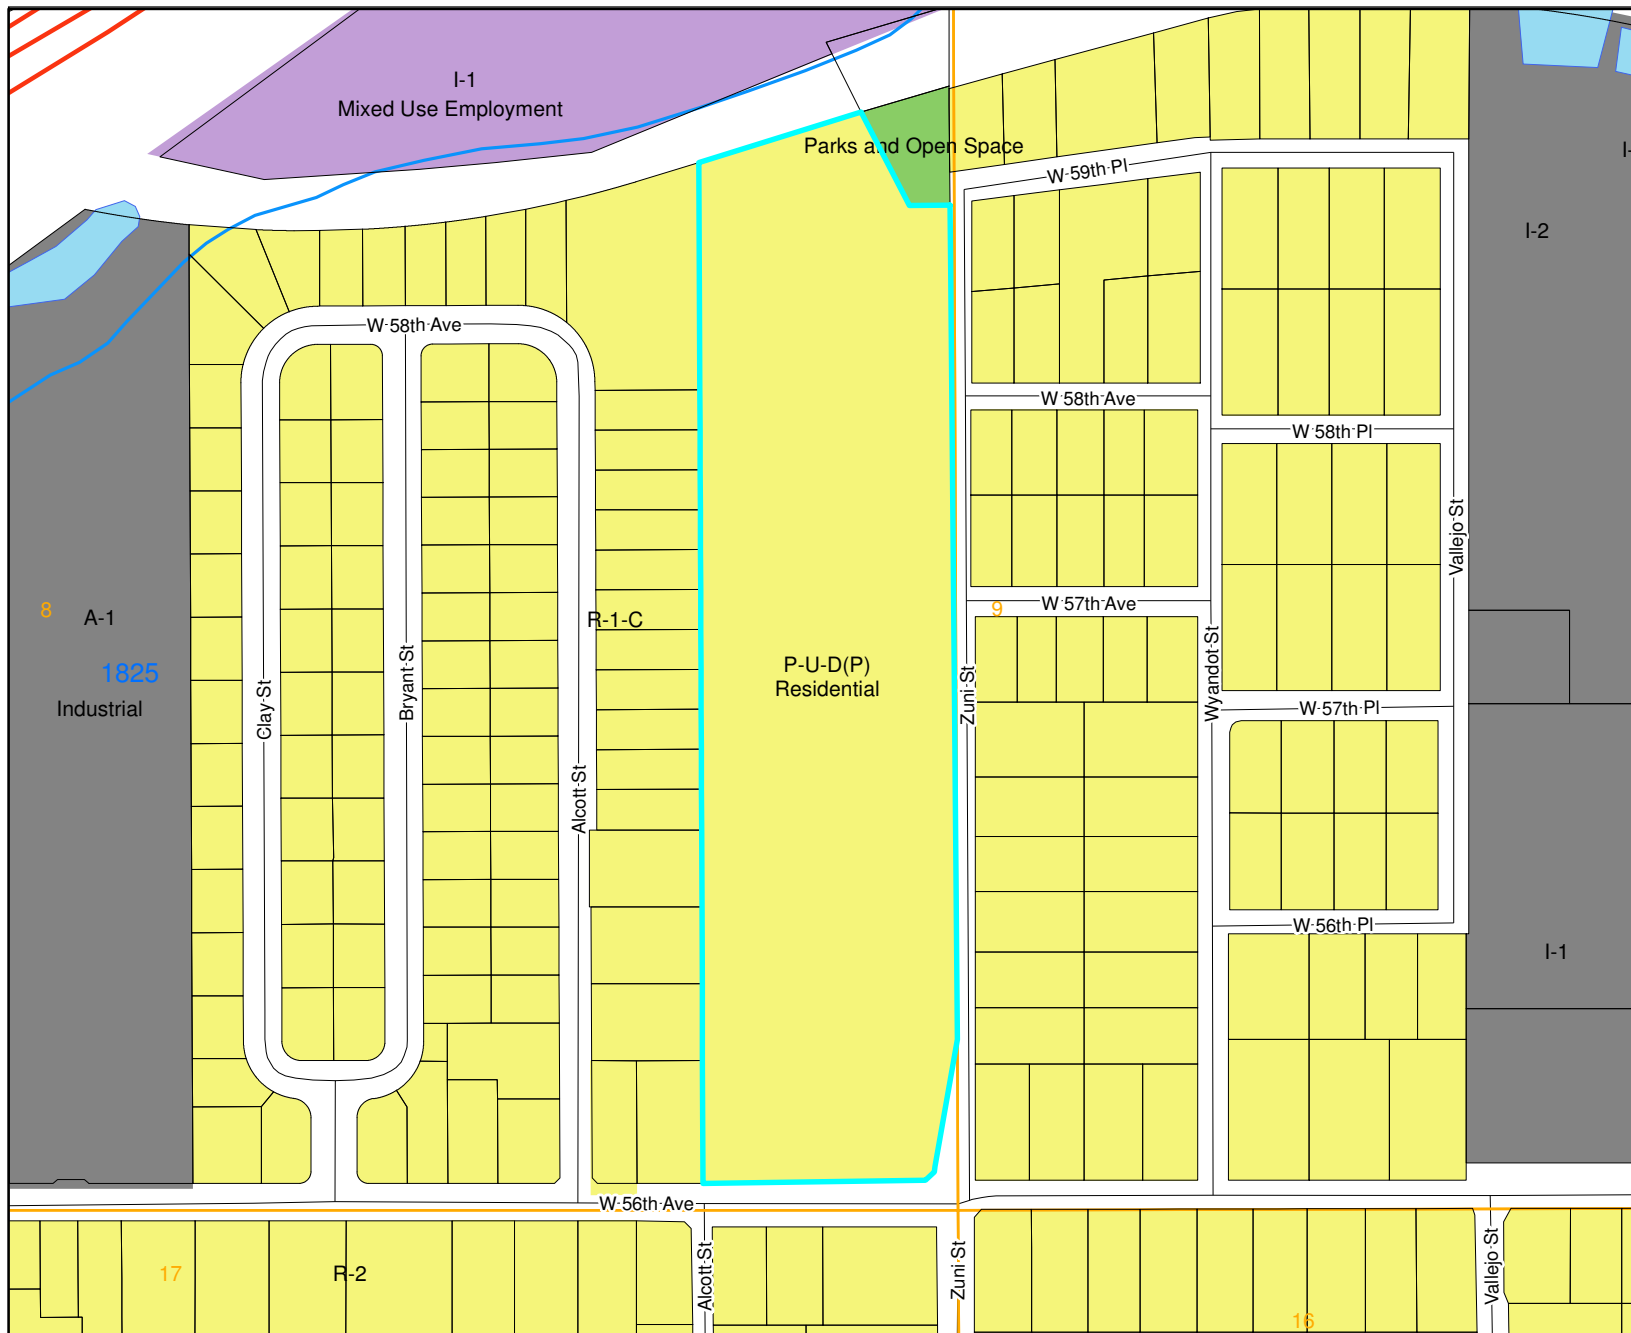 I-1
Mixed Use Employment
Parks and Open Space
I-
W 59th Pl
I-2
W 58th Ave
W 58th Ave
W 58th Pl
Vallejo St
W 57th Ave
8
A-1
9
R-1-C
1825
P-U-D(P)
Residential
Industrial
Clay St
Bryant St
Alcott St
Zuni St
Wyandot St
W 57th Pl
W 56th Pl
I-1
W 56th Ave
17
R-2
Alcott St
Zuni St
Vallejo St
16